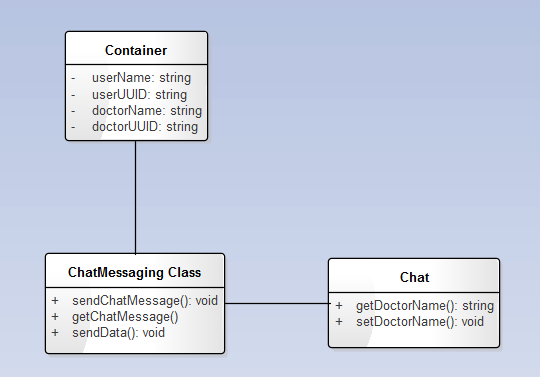 Container
- userName: string
- userUUID: string
- doctorName: string
- doctorUUID: string
ChatMessaging Class
+ sendChatMessage(): void
+ getChatMessage()
+ sendData(): void
Chat
+ getDoctorName(): string
+ setDoctorName(): void